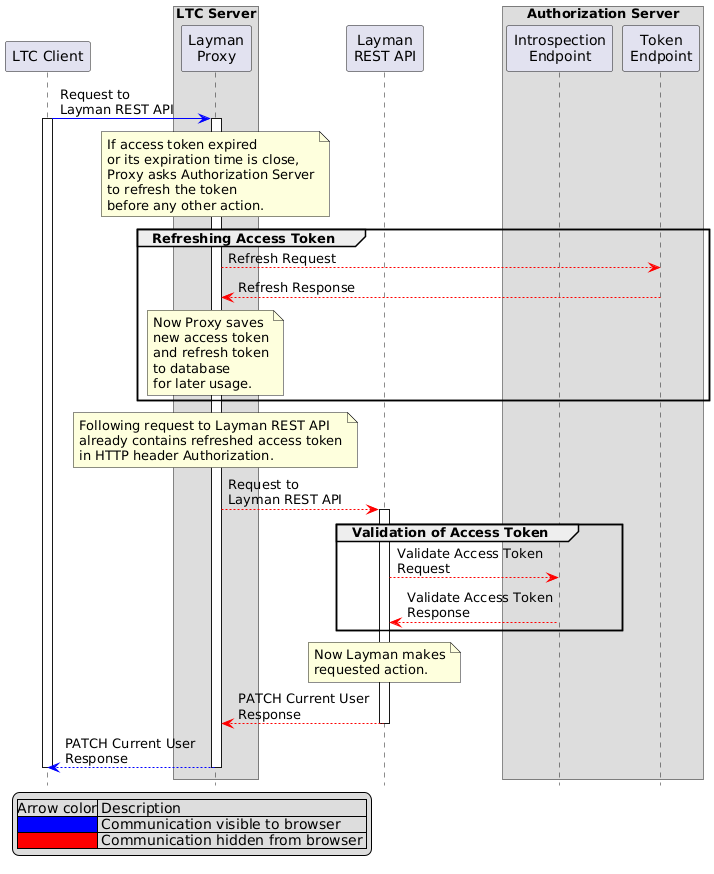 LTC Server
Authorization Server
LTC Client
Layman
Proxy
Layman
REST API
Introspection
Endpoint
Token
Endpoint
Request to
Layman REST API
If access token expired
or its expiration time is close,
Proxy asks Authorization Server
to refresh the token
before any other action.
Refreshing Access Token
Refresh Request
Refresh Response
Now Proxy saves
new access token
and refresh token
to database
for later usage.
Following request to Layman REST API
already contains refreshed access token
in HTTP header Authorization.
Request to
Layman REST API
Validation of Access Token
Validate Access Token
Request
Validate Access Token
Response
Now Layman makes
requested action.
PATCH Current User
Response
PATCH Current User
Response
Arrow color Description
Communication visible to browser
Communication hidden from browser